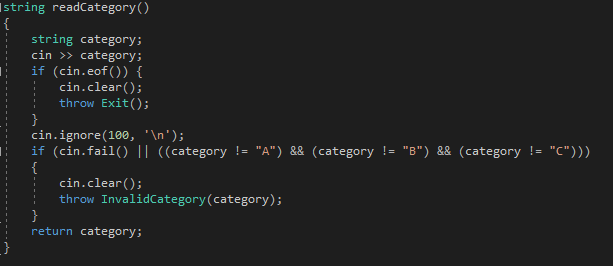 string readCategory()
{
    string category;
    cin >> category;
    if (cin.eof()) {
        cin.clear();
        throw Exit();
    }
    cin.ignore(100, '\n');
    if (cin.fail() || ((category != "A") && (category != "B") && (category != "C")))
    {
        cin.clear();
        throw InvalidCategory(category);
    }
    return category;
}